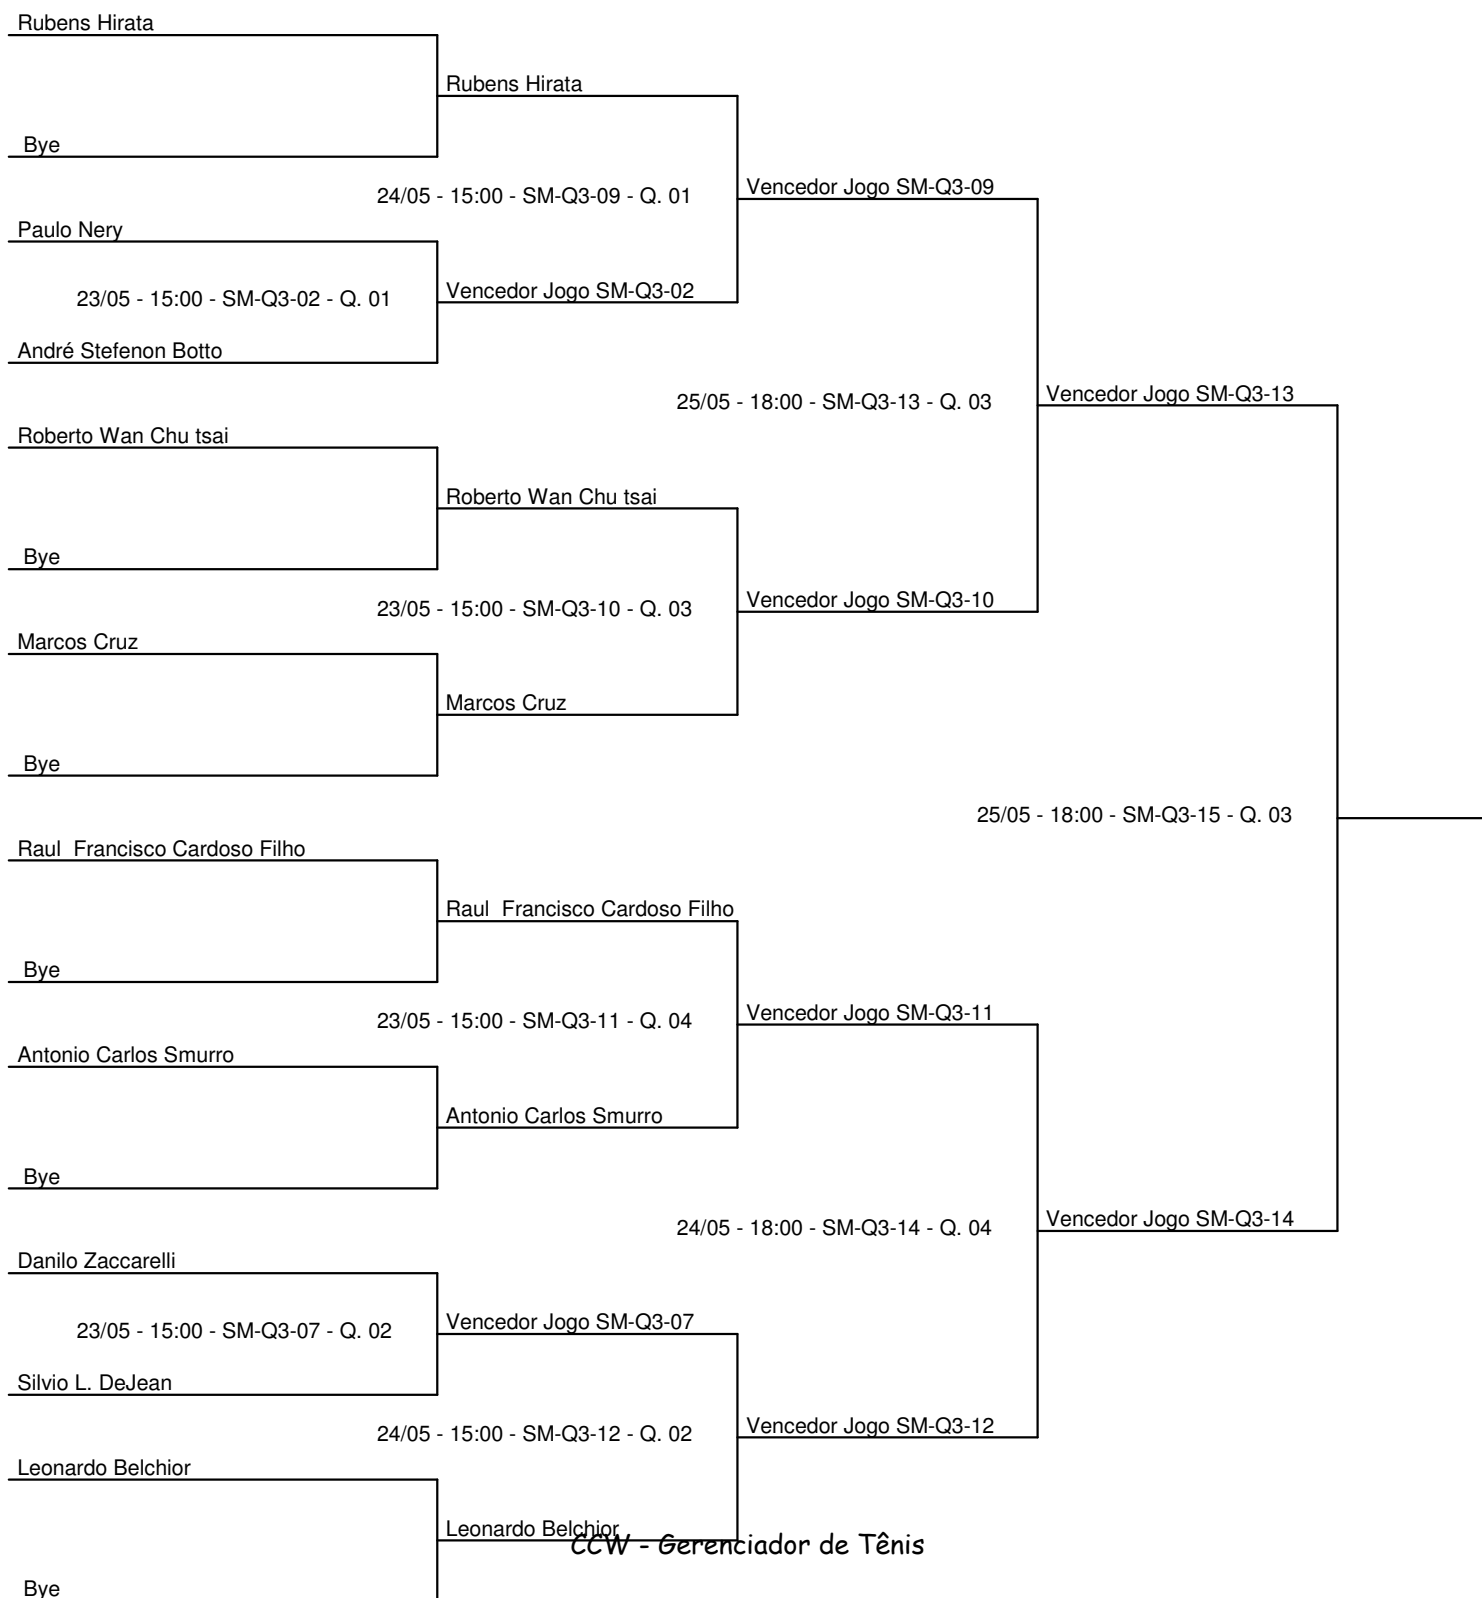 Rubens Hirata
Rubens Hirata
Bye
24/05 - 15:00 - SM-Q3-09 - Q. 01
Vencedor Jogo SM-Q3-09
Paulo Nery
23/05 - 15:00 - SM-Q3-02 - Q. 01
Vencedor Jogo SM-Q3-02
André Stefenon Botto
25/05 - 18:00 - SM-Q3-13 - Q. 03
Vencedor Jogo SM-Q3-13
Roberto Wan Chu tsai
Roberto Wan Chu tsai
Bye
23/05 - 15:00 - SM-Q3-10 - Q. 03
Vencedor Jogo SM-Q3-10
Marcos Cruz
Marcos Cruz
Bye
25/05 - 18:00 - SM-Q3-15 - Q. 03
Raul  Francisco Cardoso Filho
Raul  Francisco Cardoso Filho
Bye
23/05 - 15:00 - SM-Q3-11 - Q. 04
Vencedor Jogo SM-Q3-11
Antonio Carlos Smurro
Antonio Carlos Smurro
Bye
24/05 - 18:00 - SM-Q3-14 - Q. 04
Vencedor Jogo SM-Q3-14
Danilo Zaccarelli
23/05 - 15:00 - SM-Q3-07 - Q. 02
Vencedor Jogo SM-Q3-07
Silvio L. DeJean
24/05 - 15:00 - SM-Q3-12 - Q. 02
Vencedor Jogo SM-Q3-12
Leonardo Belchior
Leonardo Belchior
CCW - Gerenciador de Tênis
Bye